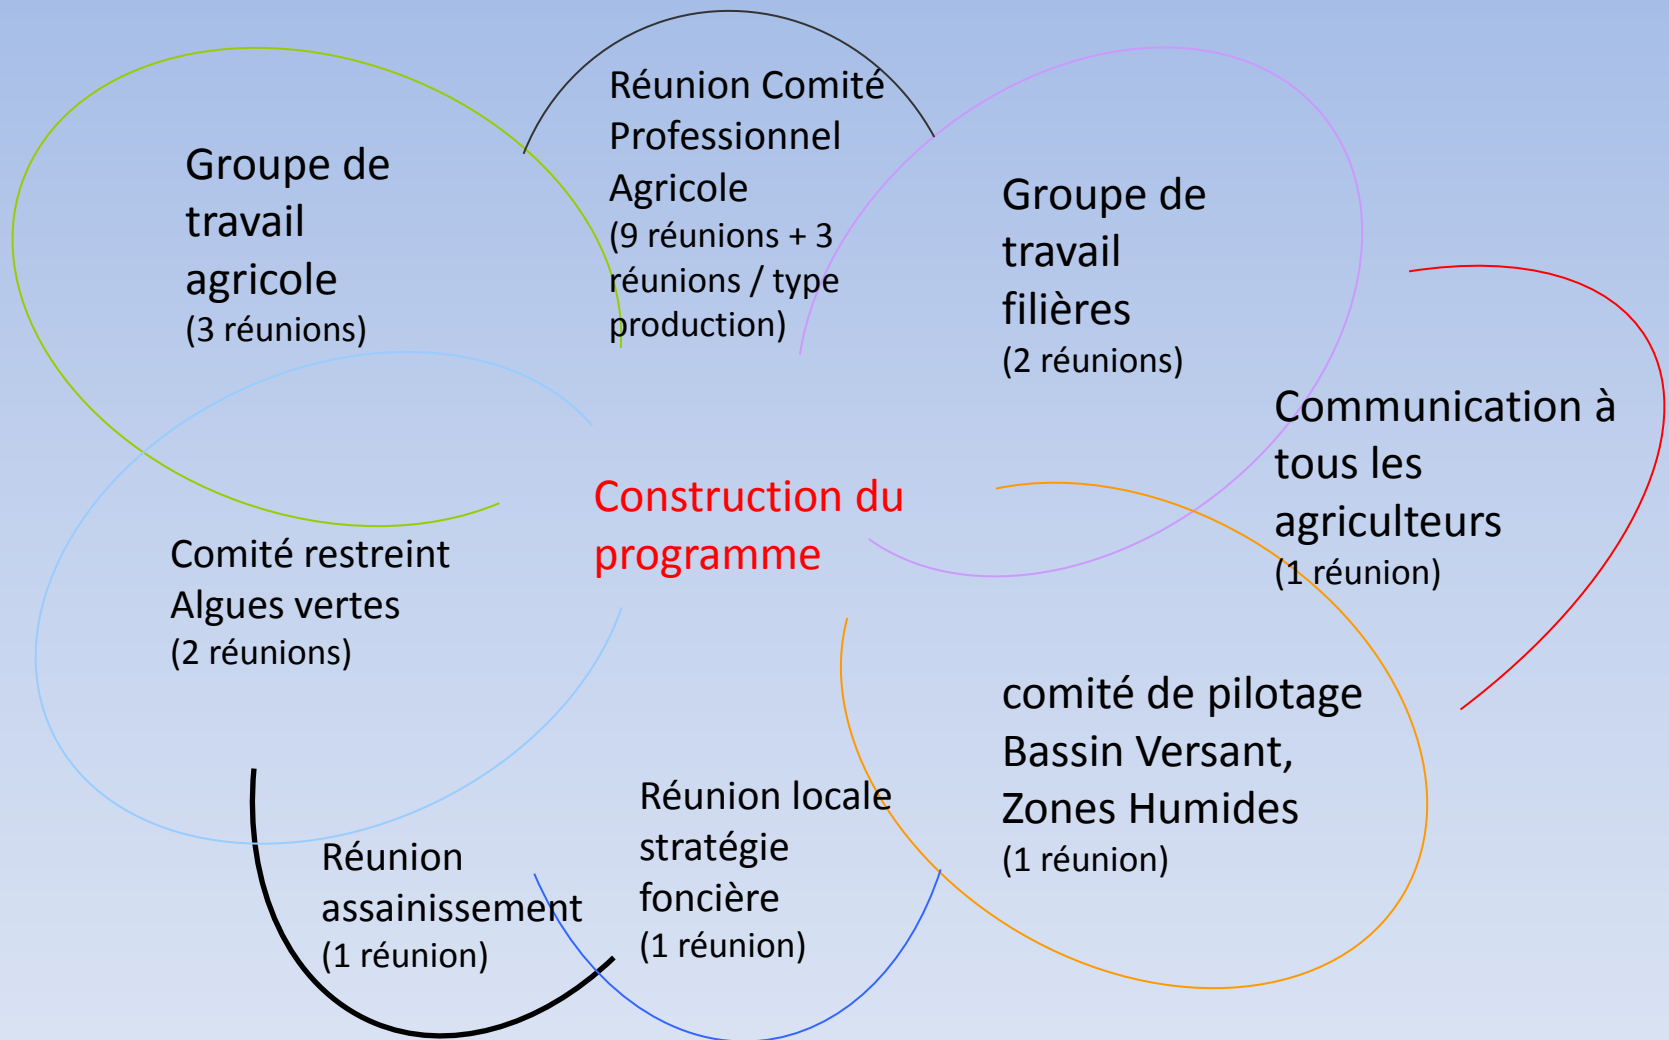 Réunion Comité
Professionnel
Agricole
(9 réunions + 3
réunions / type
production)
Groupe de
travail
agricole
(3 réunions)
Groupe de
travail
filières
(2 réunions)
Communication à
tous les
agriculteurs
(1 réunion)
Construction du
programme
Comité restreint
Algues vertes
(2 réunions)
comité de pilotage
Bassin Versant,
Zones Humides
(1 réunion)
Réunion locale
stratégie
foncière
(1 réunion)
Réunion
assainissement
(1 réunion)